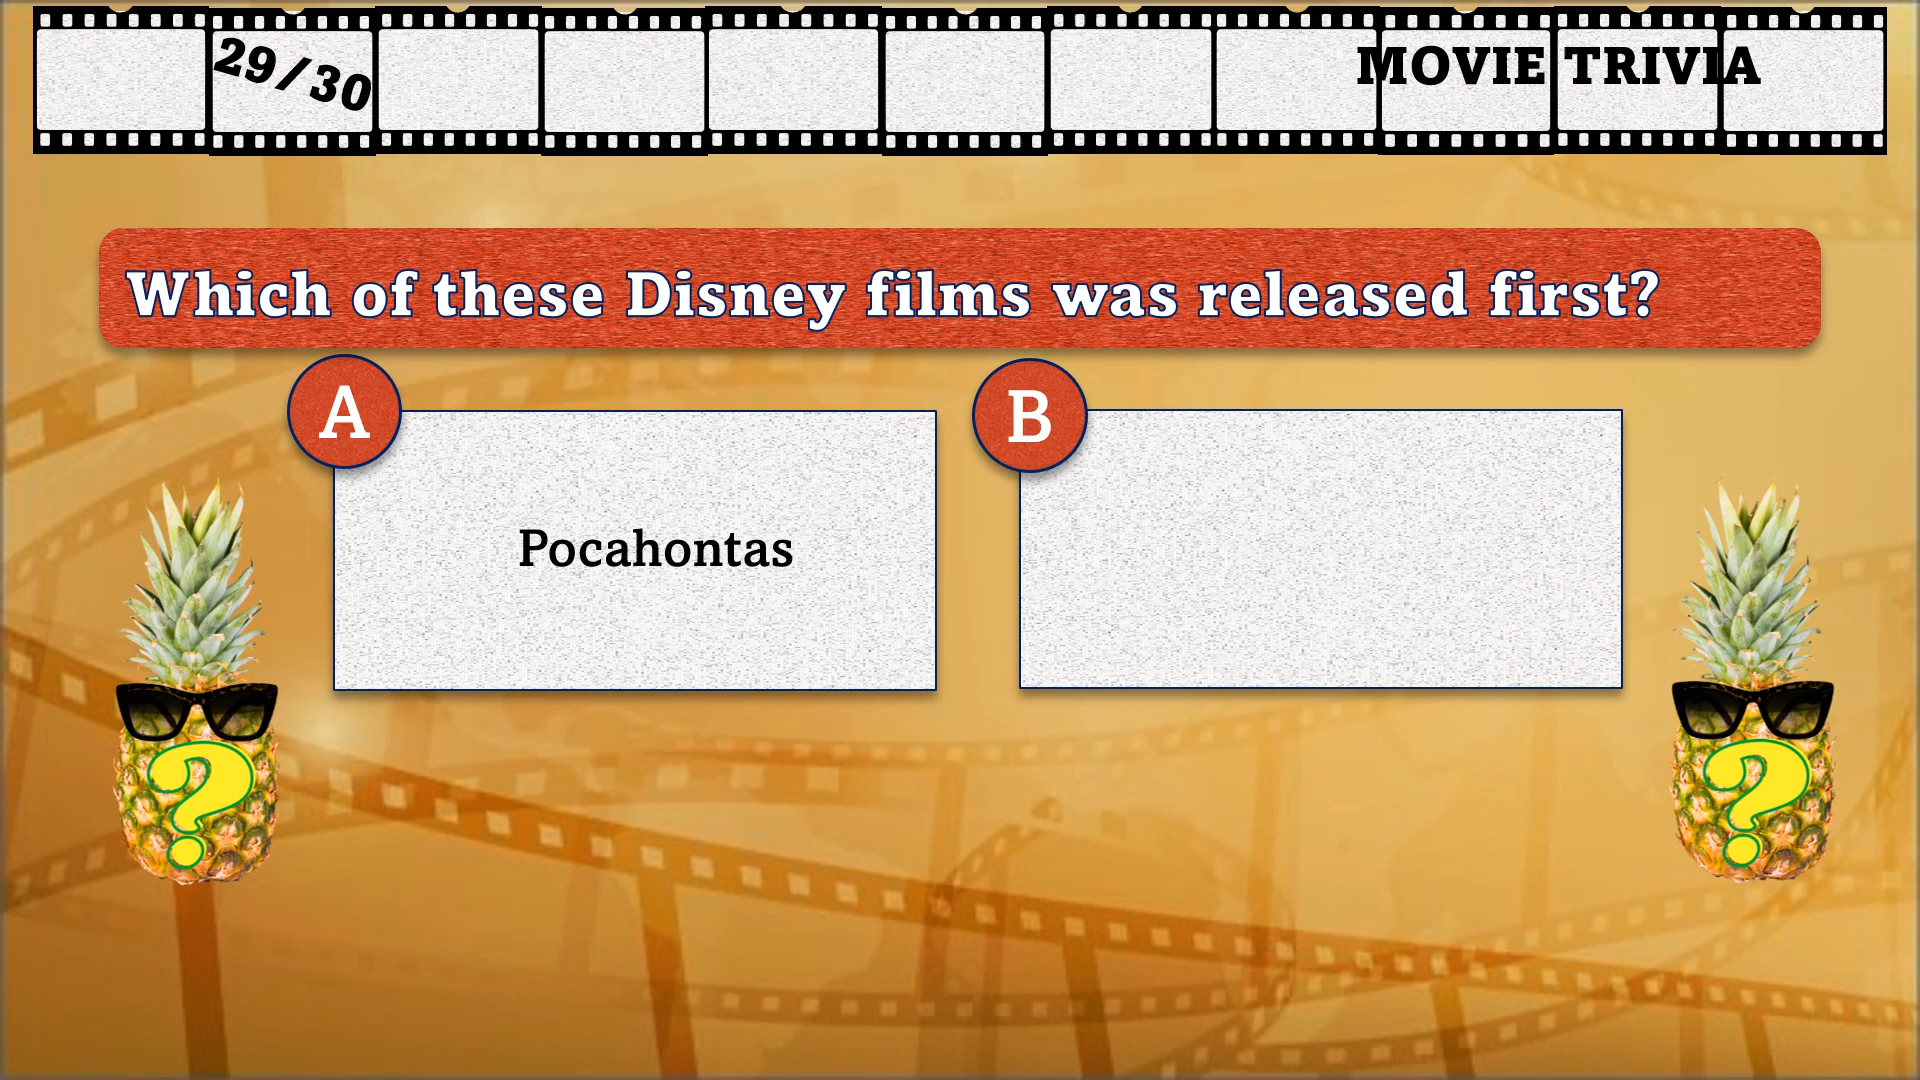 29/30
MOVIE TRIVIA
Which of these Disney films was released first?
A
B
Pocahontas
?
?